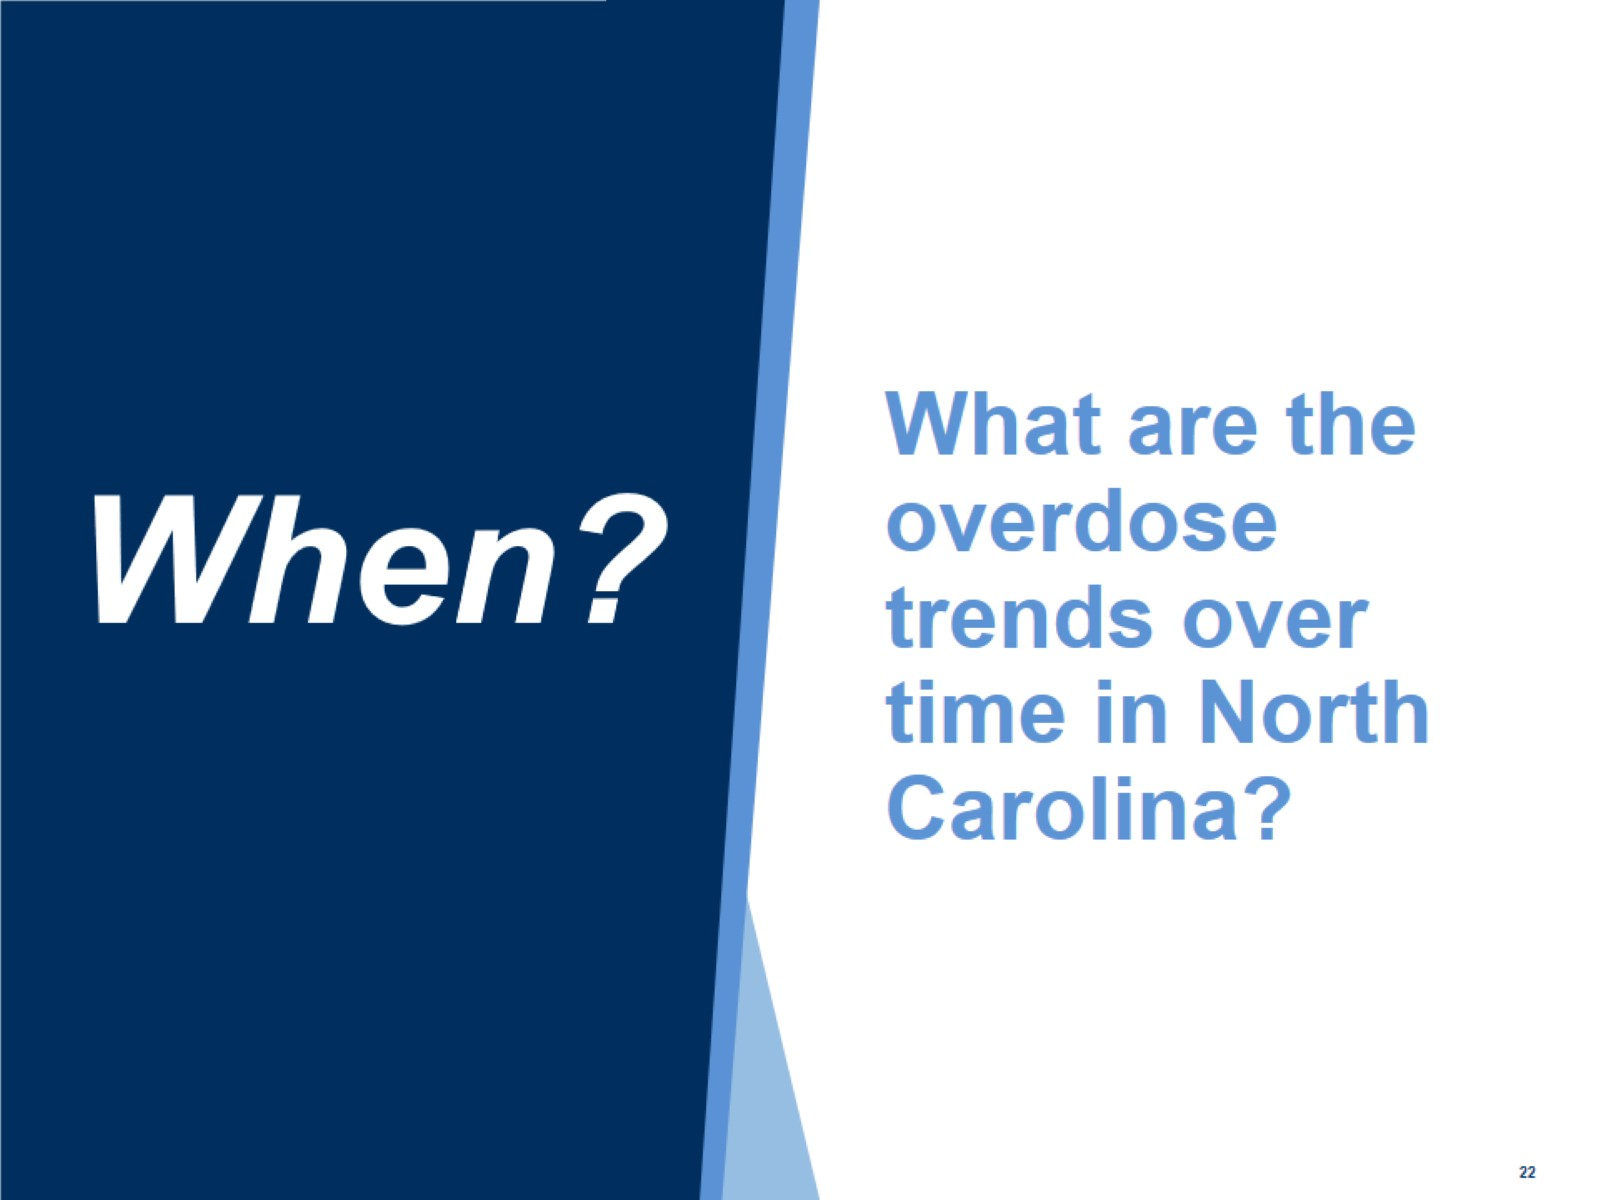 When?
What are the
overdose
trends over
time in North
Carolina?
22